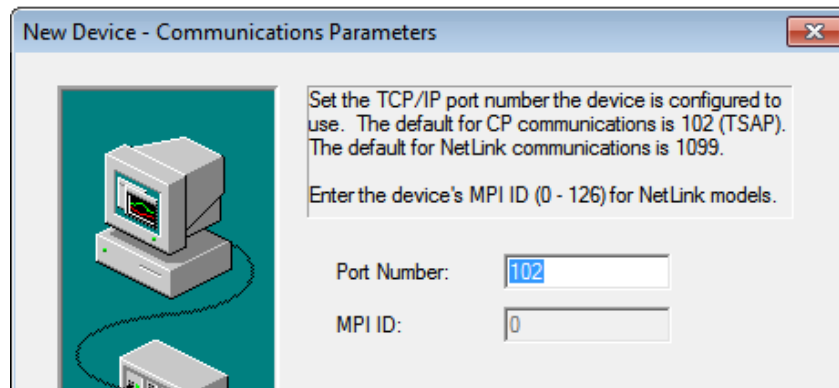 New Device - Communications Parameters
Set the TCP/IP port number the device is configured to
use.  The default for CP communications is 102 (TSAP).
The default for NetLink communications is 1099.
Enter the device's MPI ID (0 - 126) for NetLink models.
Port Number: 102
MPI ID: 0